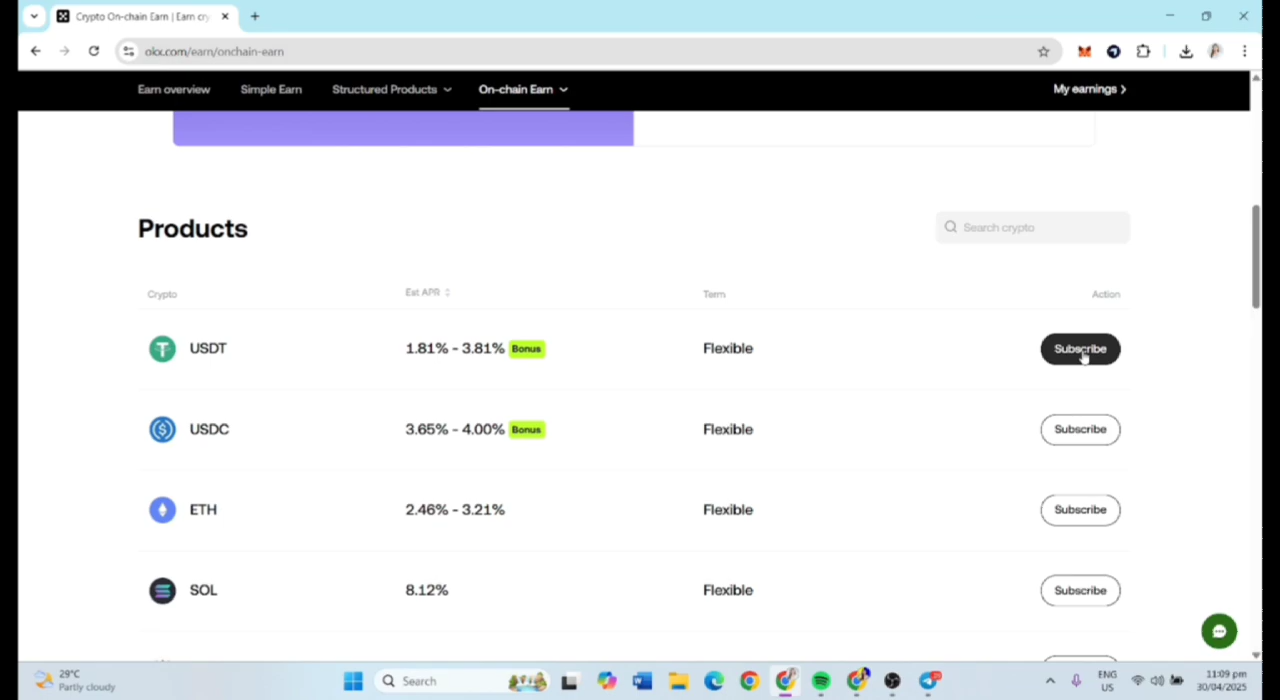 Crypto On-chain Earn | Earn cry
okx.com/earn/onchain-earn
Earn overview Simple Earn Structured Products On-chain Earn My earnings
Products
Search crypto
Crypto Est APR Term Action
USDT 1.81% - 3.81% Bonus Flexible Subscribe
USDC 3.65% - 4.00% Bonus Flexible Subscribe
ETH 2.46% - 3.21% Flexible Subscribe
SOL 8.12% Flexible Subscribe
29°C
Partly cloudy
Search
ENG
US
11:09 pm
30/04/2025